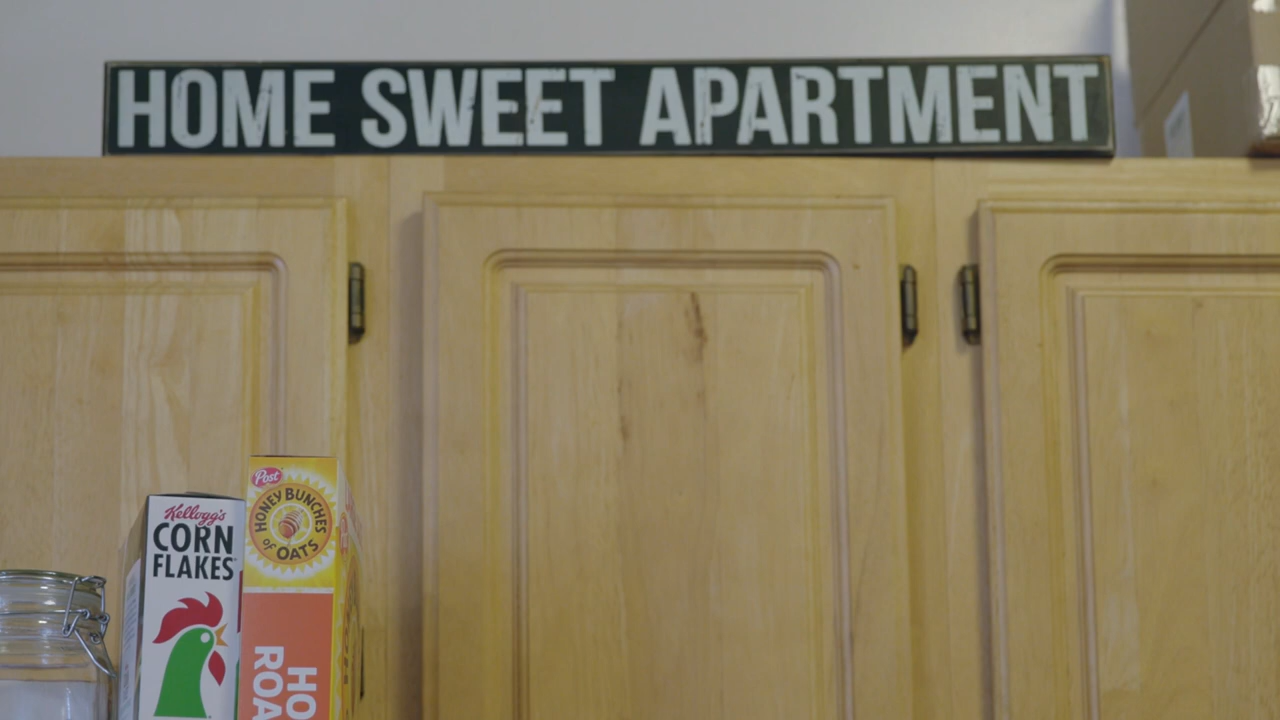 HOME SWEET APARTMENT
Kellogg's
CORN
FLAKES
Post
HONEY BUNCHES
OF OATS
HO
ROA